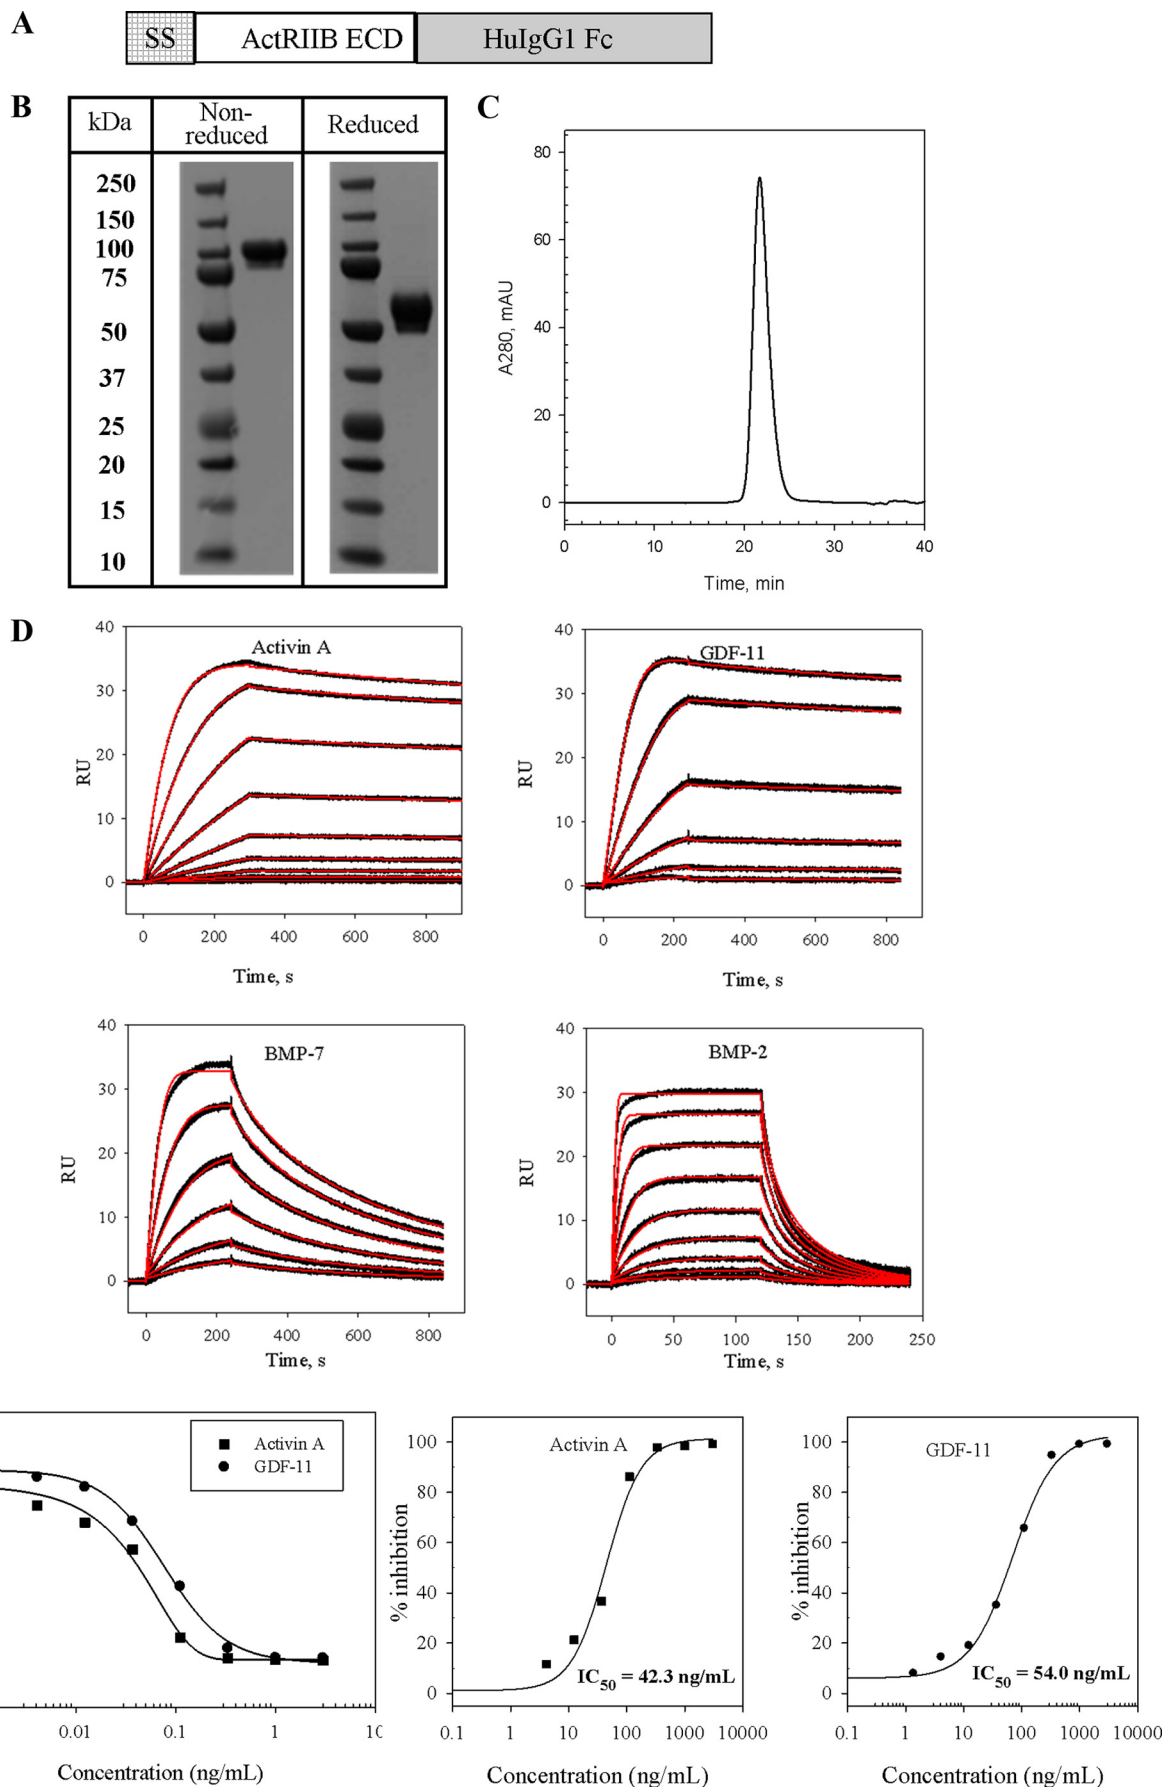 A
SS ActRIIB ECD HuIgG1 Fc
B
kDa
Non-
reduced
Reduced
250
150
100
75
50
37
25
20
15
10
C
80
60
40
20
0
A280, mAU
0 10 20 30 40
Time, min
D
Activin A
40
30
20
10
0
RU
0 200 400 600 800
Time, s
GDF-11
40
30
20
10
0
RU
0 200 400 600 800
Time, s
BMP-7
40
30
20
10
0
RU
0 200 400 600 800
Time, s
BMP-2
40
30
20
10
0
RU
0 50 100 150 200 250
Time, s
Activin A
GDF-11
0.01 0.1 1
Concentration (ng/mL)
Activin A
100
80
60
40
20
0
% inhibition
IC50 = 42.3 ng/mL
0.1 1 10 100 1000 10000
Concentration (ng/mL)
GDF-11
100
80
60
40
20
0
% inhibition
IC50 = 54.0 ng/mL
0.1 1 10 100 1000 10000
Concentration (ng/mL)